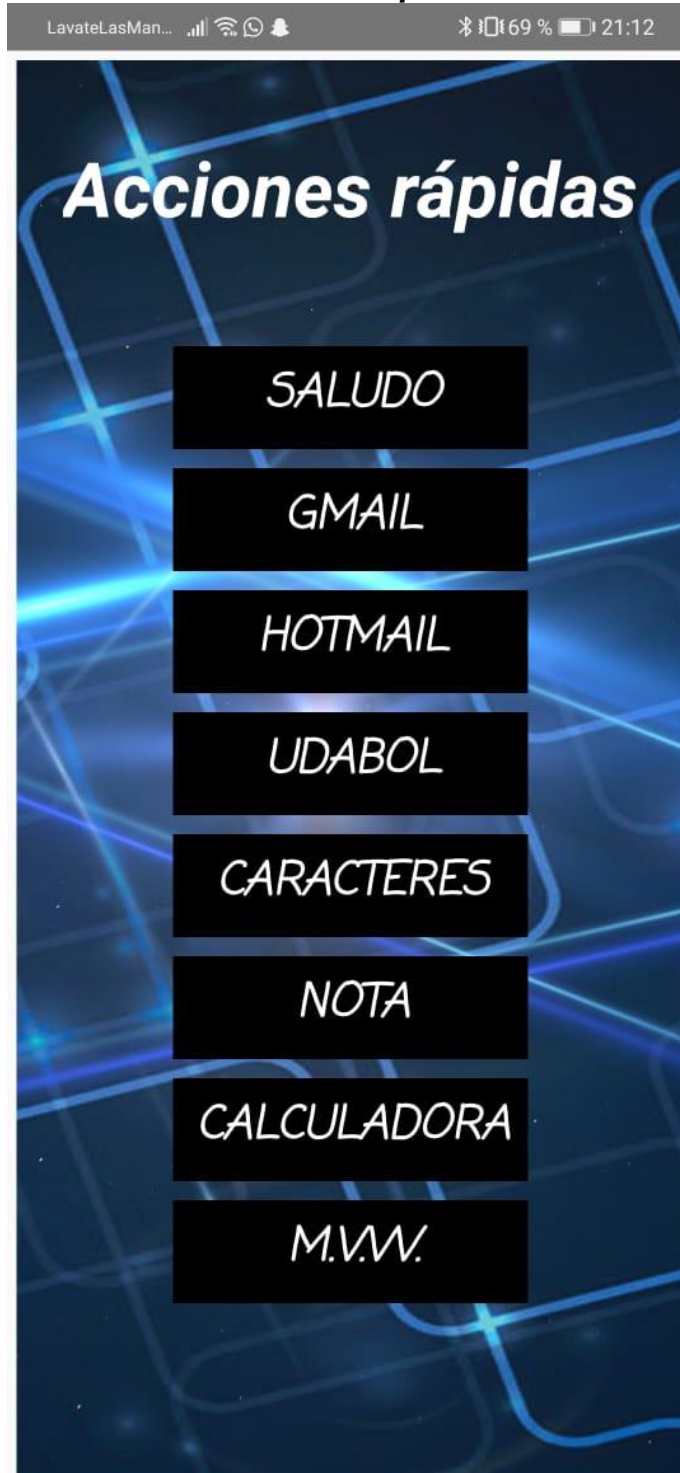 LavateLasMan... 69 % 21:12
Acciones rápidas
SALUDO
GMAIL
HOTMAIL
UDABOL
CARACTERES
NOTA
CALCULADORA
M.V.W.